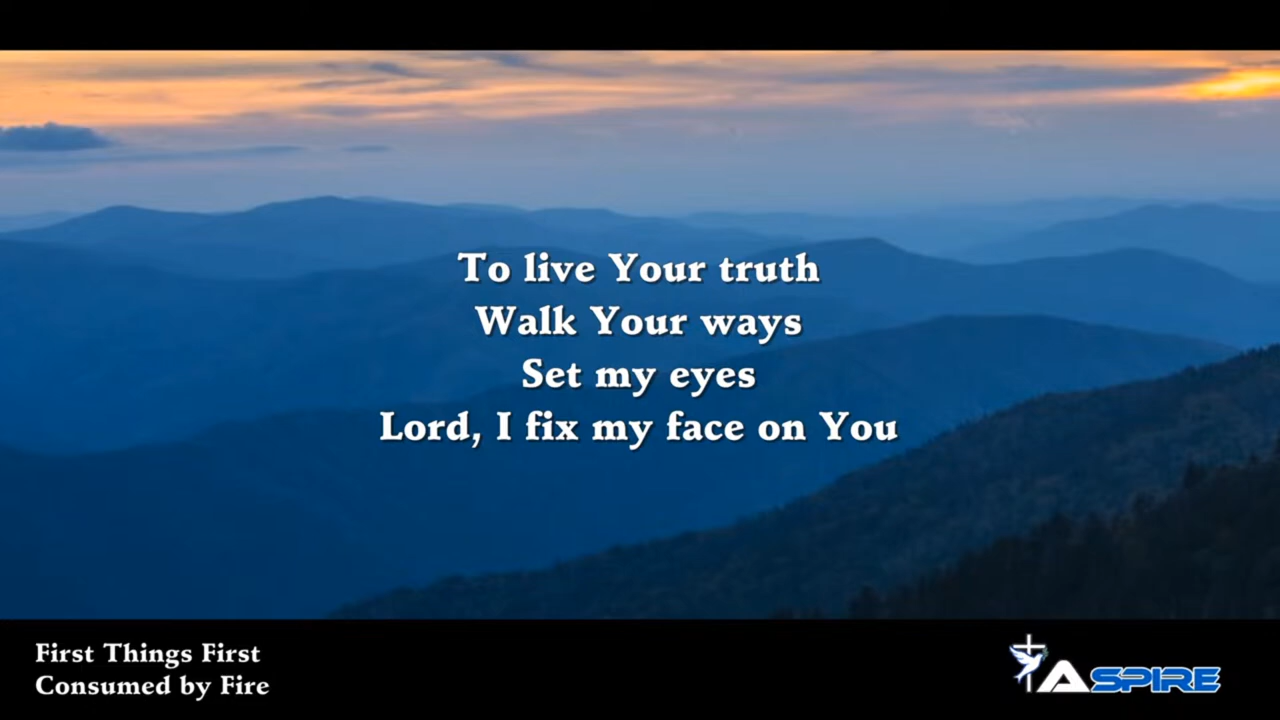 To live Your truth
Walk Your ways
Set my eyes
Lord, I fix my face on You
First Things First
Consumed by Fire
ASPIRE